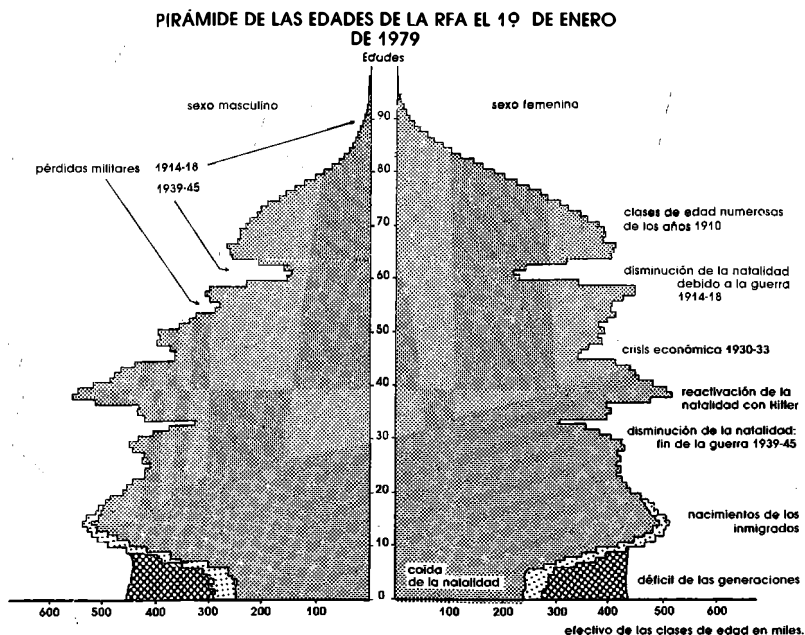 PIRÁMIDE DE LAS EDADES DE LA RFA EL 1º DE ENERO
DE 1979
Edades
sexo masculino
sexo femenina
90
pérdidas militares
1914-18
1939-45
80
70
clases de edad numerosas
de los años 1910
60
disminución de la natalidad
debido a la guerra
1914-18
50
crisis económica 1930-33
40
reactivación de la
natalidad con Hitler
30
disminución de la natalidad:
fin de la guerra 1939-45
20
nacimientos de los
inmigrados
10
caida
de la natalidad
déficit de las generaciones
0
600 500 400 300 200 100
100 200 300 400 500 600
efectivo de las clases de edad en miles.